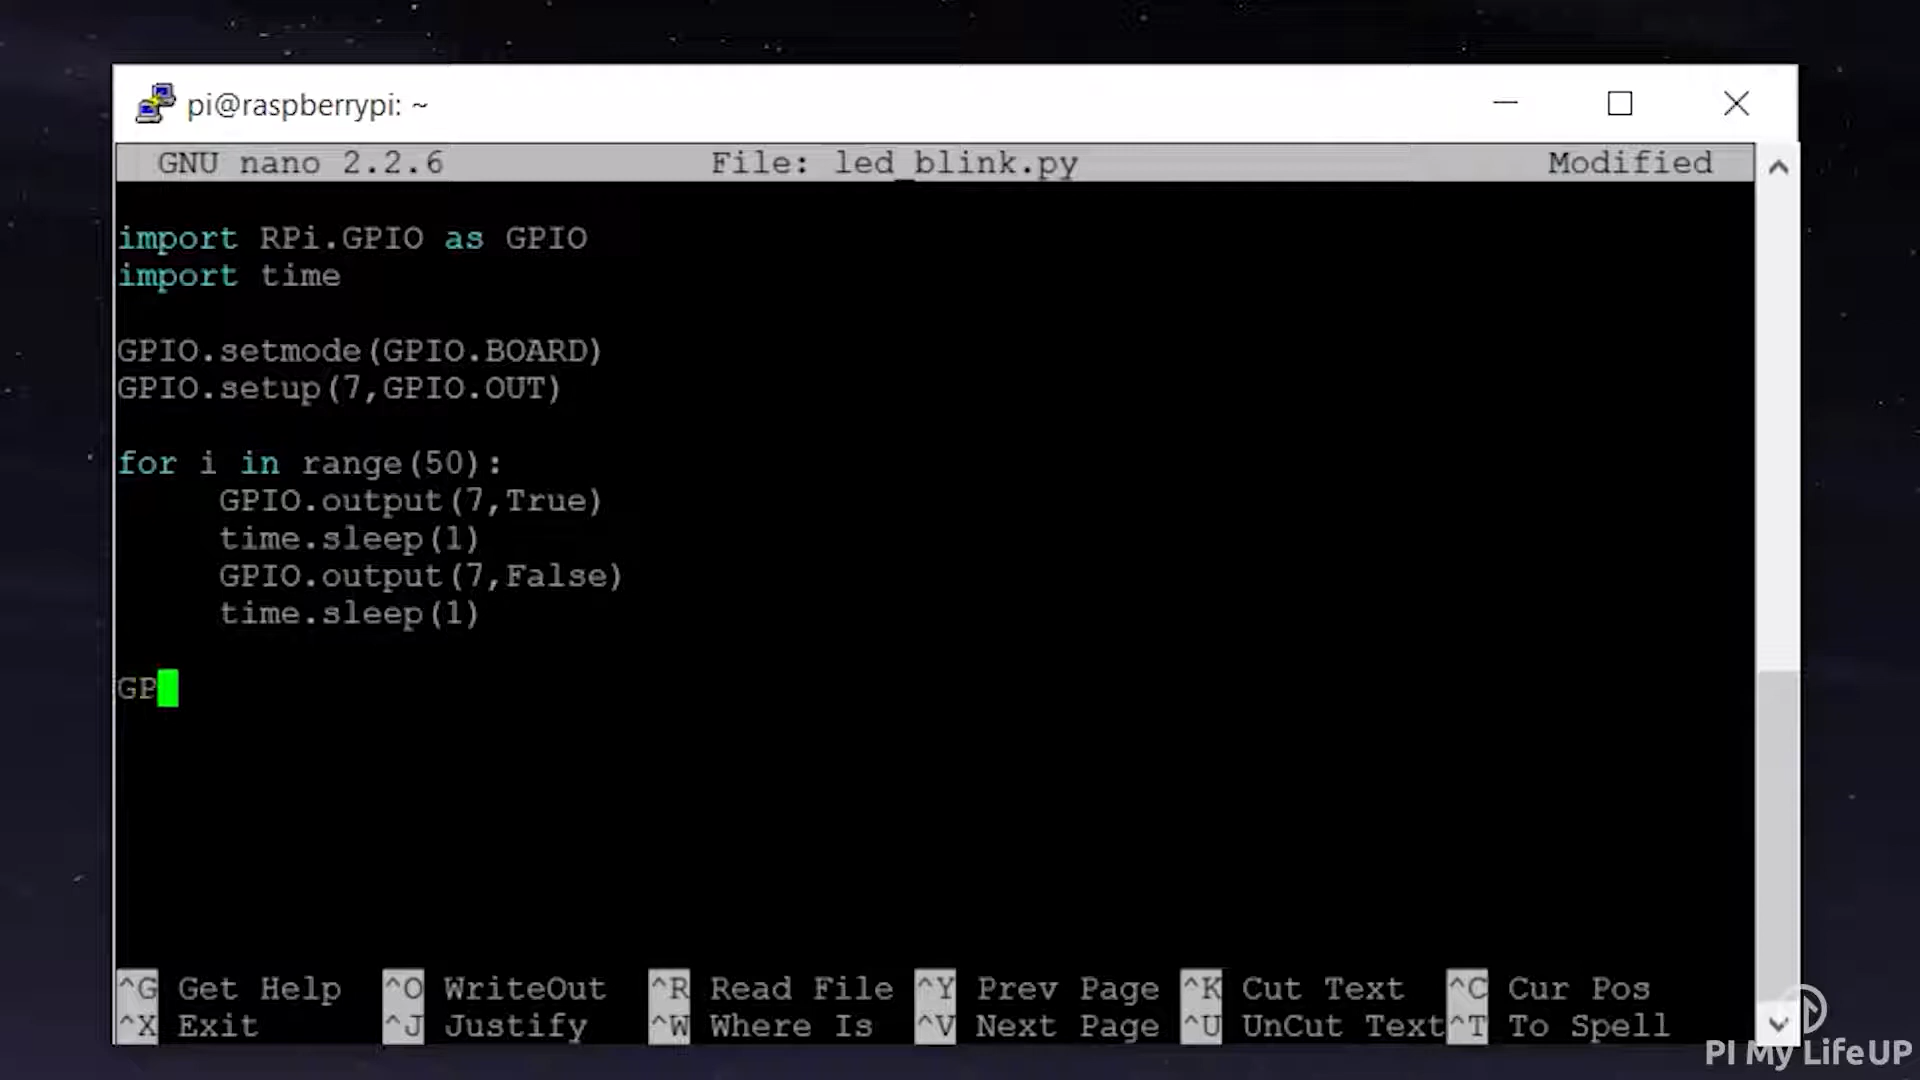 pi@raspberrypi: ~
GNU nano 2.2.6 File: led_blink.py Modified
import RPi.GPIO as GPIO
import time
GPIO.setmode(GPIO.BOARD)
GPIO.setup(7,GPIO.OUT)
for i in range(50):
GPIO.output(7,True)
time.sleep(1)
GPIO.output(7,False)
time.sleep(1)
GP
^G Get Help ^O WriteOut ^R Read File ^Y Prev Page ^K Cut Text ^C Cur Pos
^X Exit ^J Justify ^W Where Is ^V Next Page ^U UnCut Text ^T To Spell
PI My LifeUP